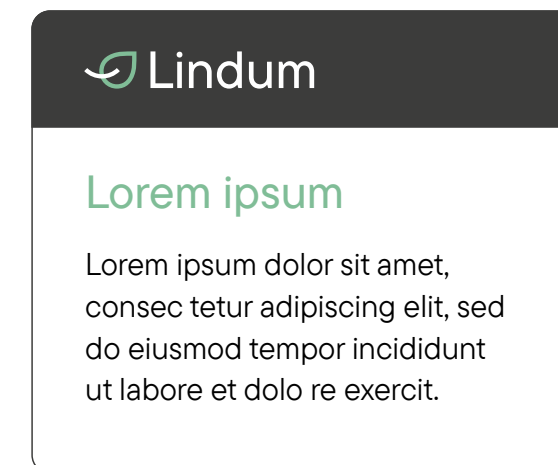 Lindum
Lorem ipsum
Lorem ipsum dolor sit amet,
consec tetur adipiscing elit, sed
do eiusmod tempor incididunt
ut labore et dolo re exercit.